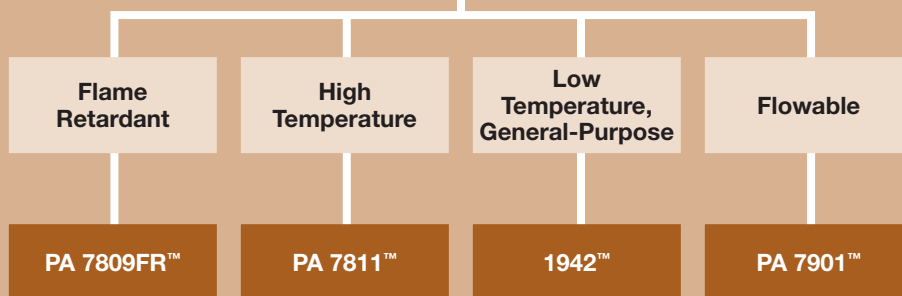 Flame
Retardant
High
Temperature
Low
Temperature,
General-Purpose
Flowable
PA 7809FR™
PA 7811™
1942™
PA 7901™